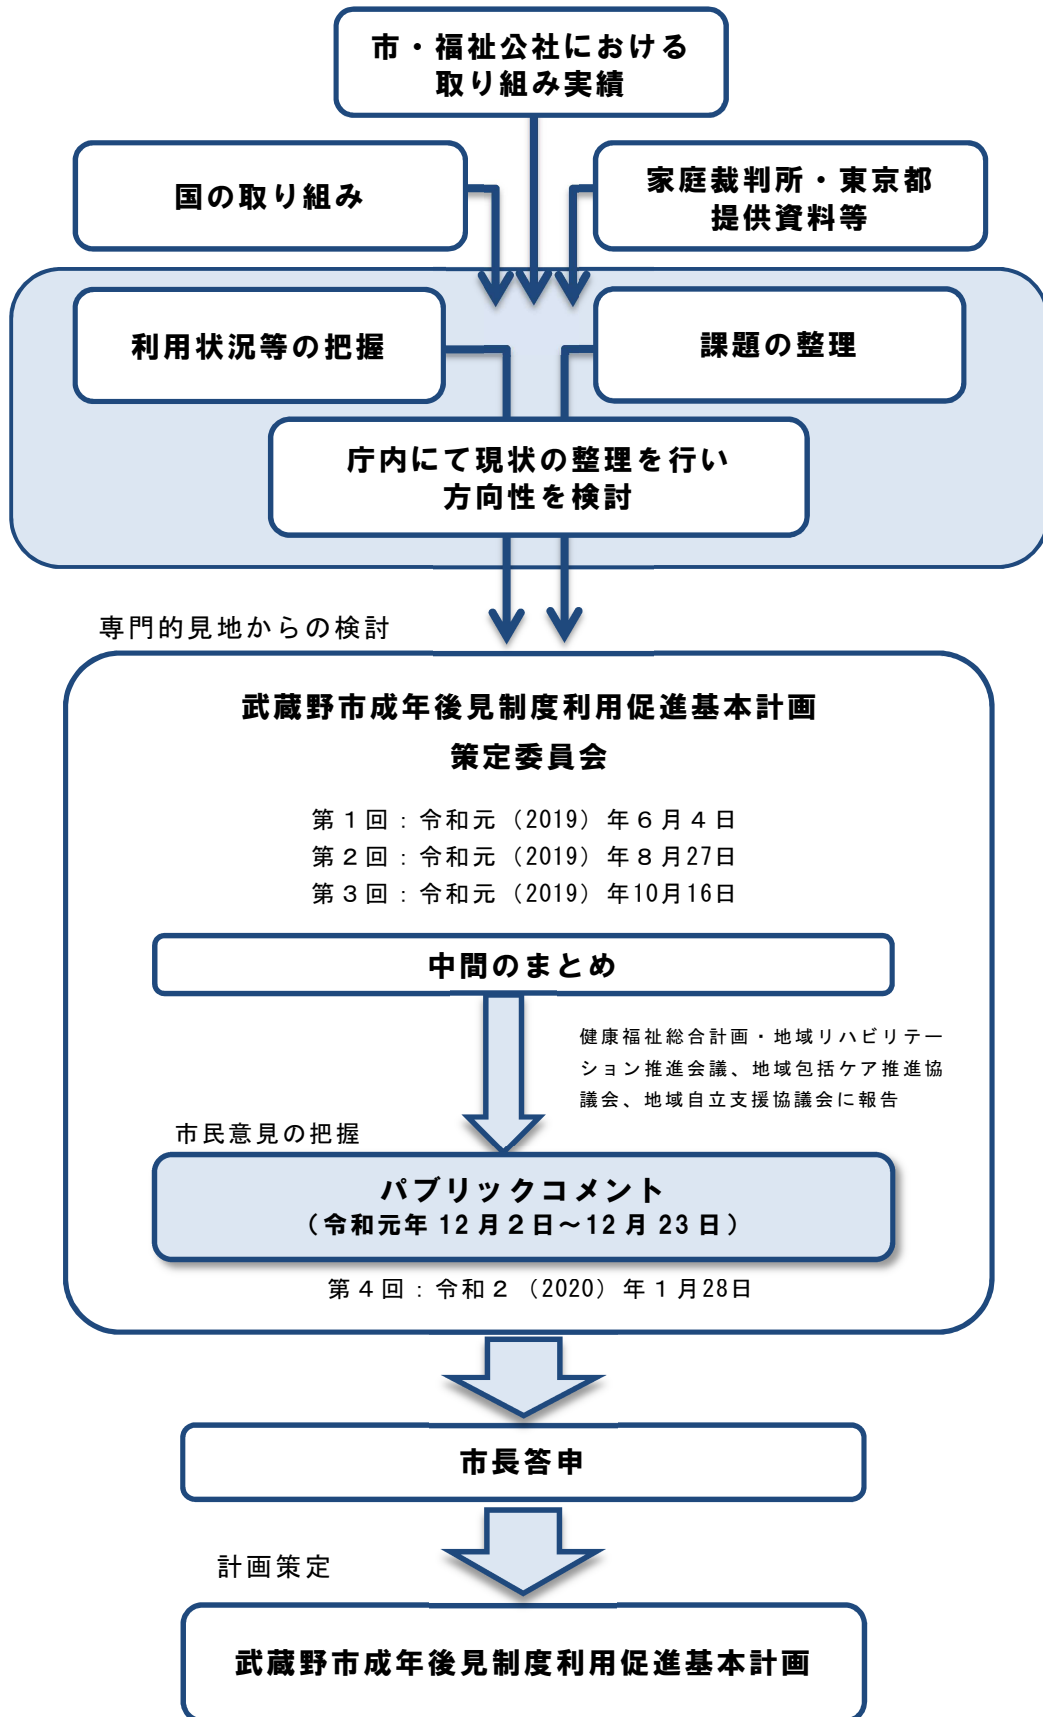 市・福祉公社における
取り組み実績
国の取り組み
家庭裁判所・東京都
提供資料等
利用状況等の把握
課題の整理
庁内にて現状の整理を行い
方向性を検討
専門的見地からの検討
武蔵野市成年後見制度利用促進基本計画
策定委員会
第１回：令和元（2019）年６月４日
第２回：令和元（2019）年８月27日
第３回：令和元（2019）年10月16日
中間のまとめ
健康福祉総合計画・地域リハビリテー
ション推進会議、地域包括ケア推進協
議会、地域自立支援協議会に報告
市民意見の把握
パブリックコメント
（令和元年 12 月２日～12 月 23 日）
第４回：令和２（2020）年１月28日
市長答申
計画策定
武蔵野市成年後見制度利用促進基本計画